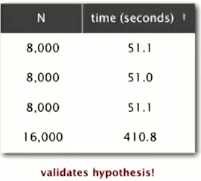 N time (seconds) †
8,000 51.1
8,000 51.0
8,000 51.1
16,000 410.8
validates hypothesis!